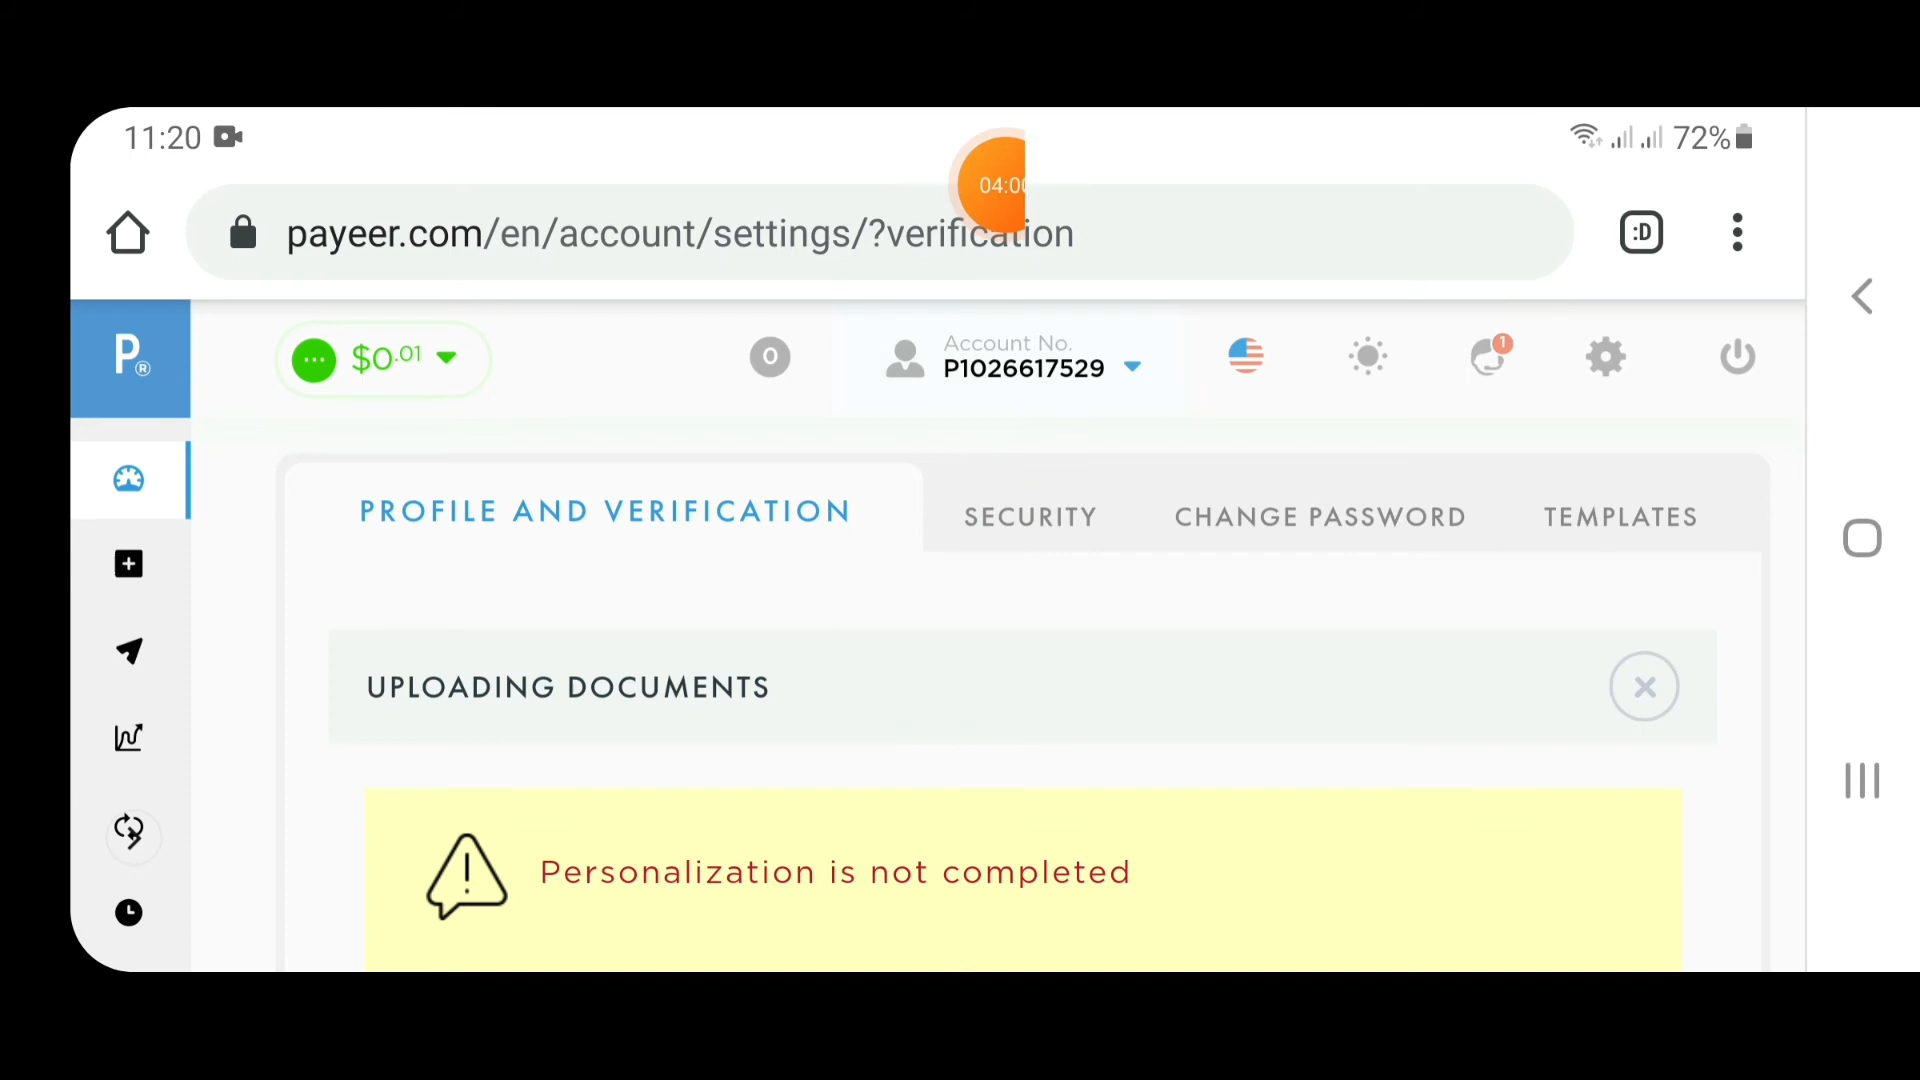 11:20
72%
04:00
payeer.com/en/account/settings/?verification
:D
P®
$0.01
0
Account No.
P1026617529
1
PROFILE AND VERIFICATION
SECURITY
CHANGE PASSWORD
TEMPLATES
UPLOADING DOCUMENTS
Personalization is not completed